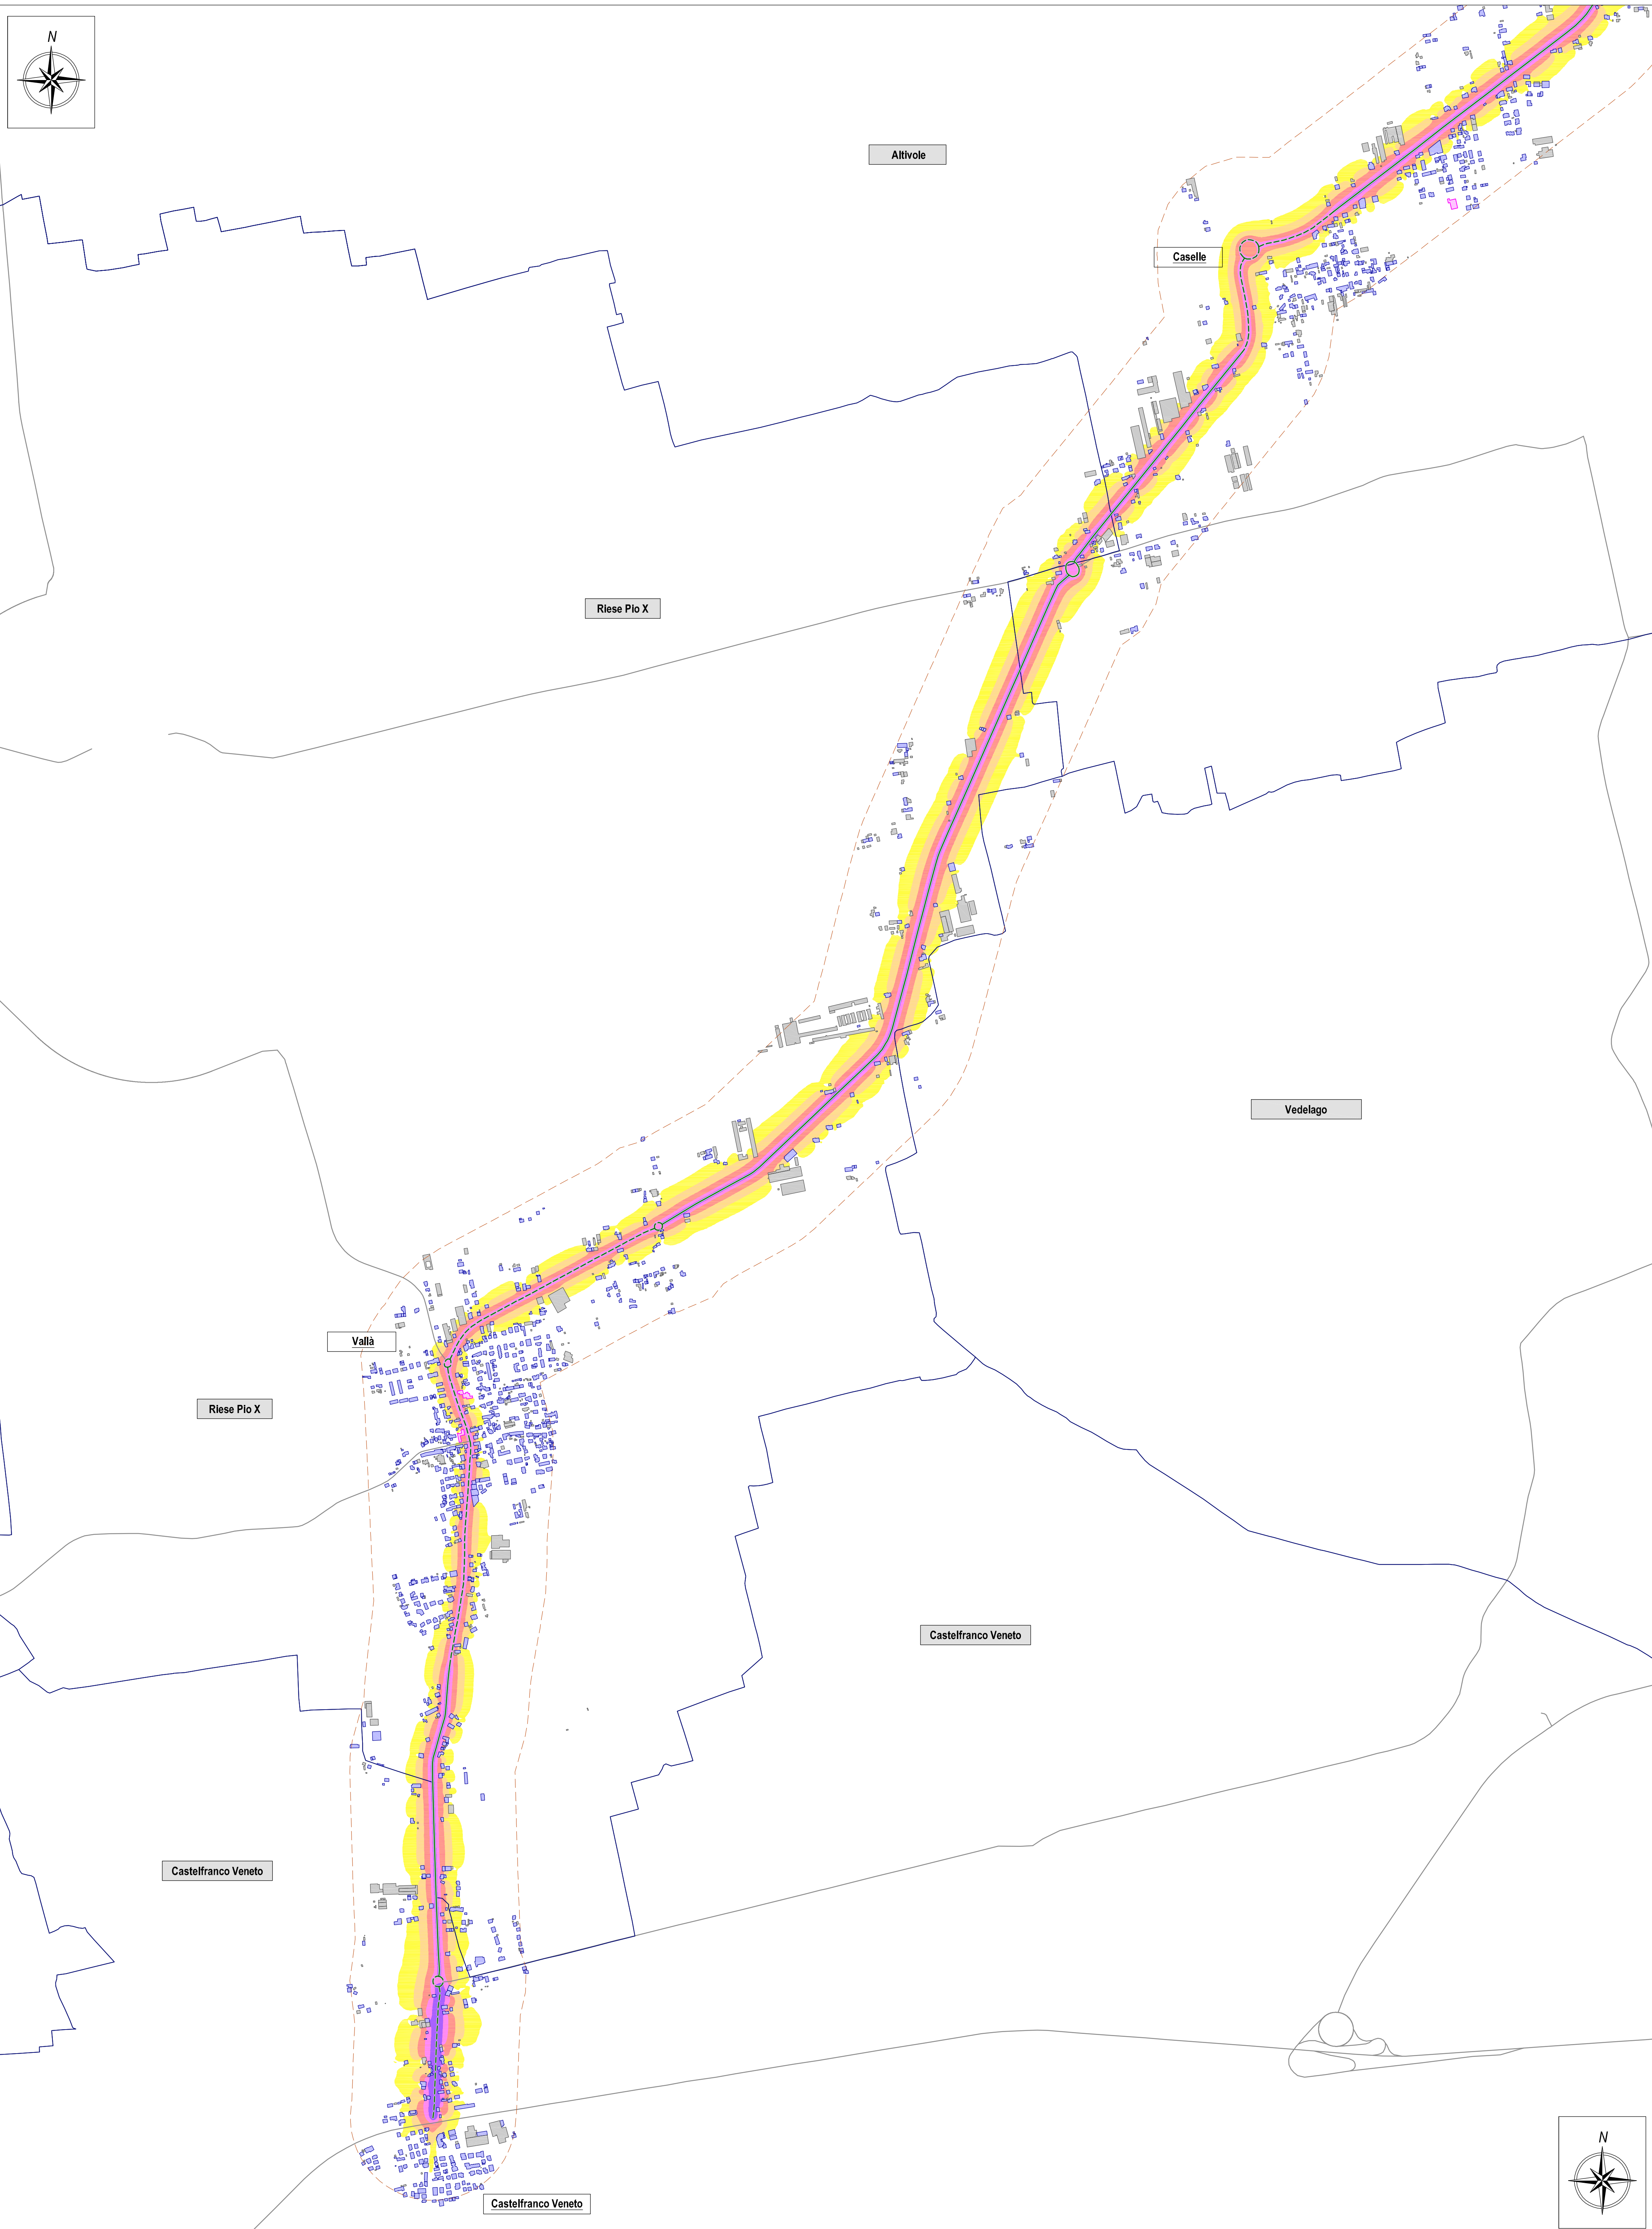 N
Altivole
Caselle
Riese Pio X
Vedelago
Vallà
Riese Pio X
Castelfranco Veneto
Castelfranco Veneto
N
Castelfranco Veneto